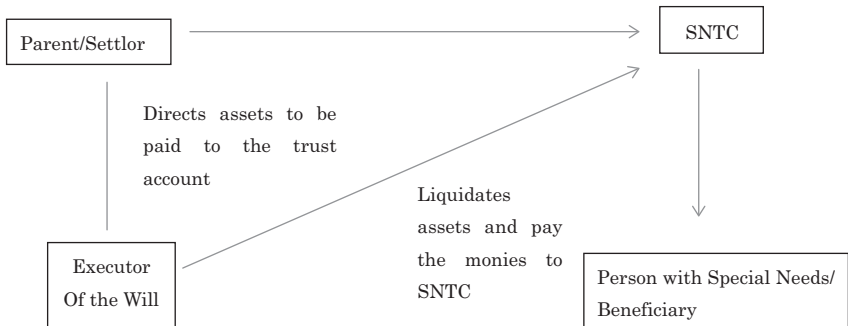 Parent/Settlor
SNTC
Directs assets to be
paid to the trust
account
Liquidates
assets and pay
the monies to
SNTC
Executor
Of the Will
Person with Special Needs/
Beneficiary